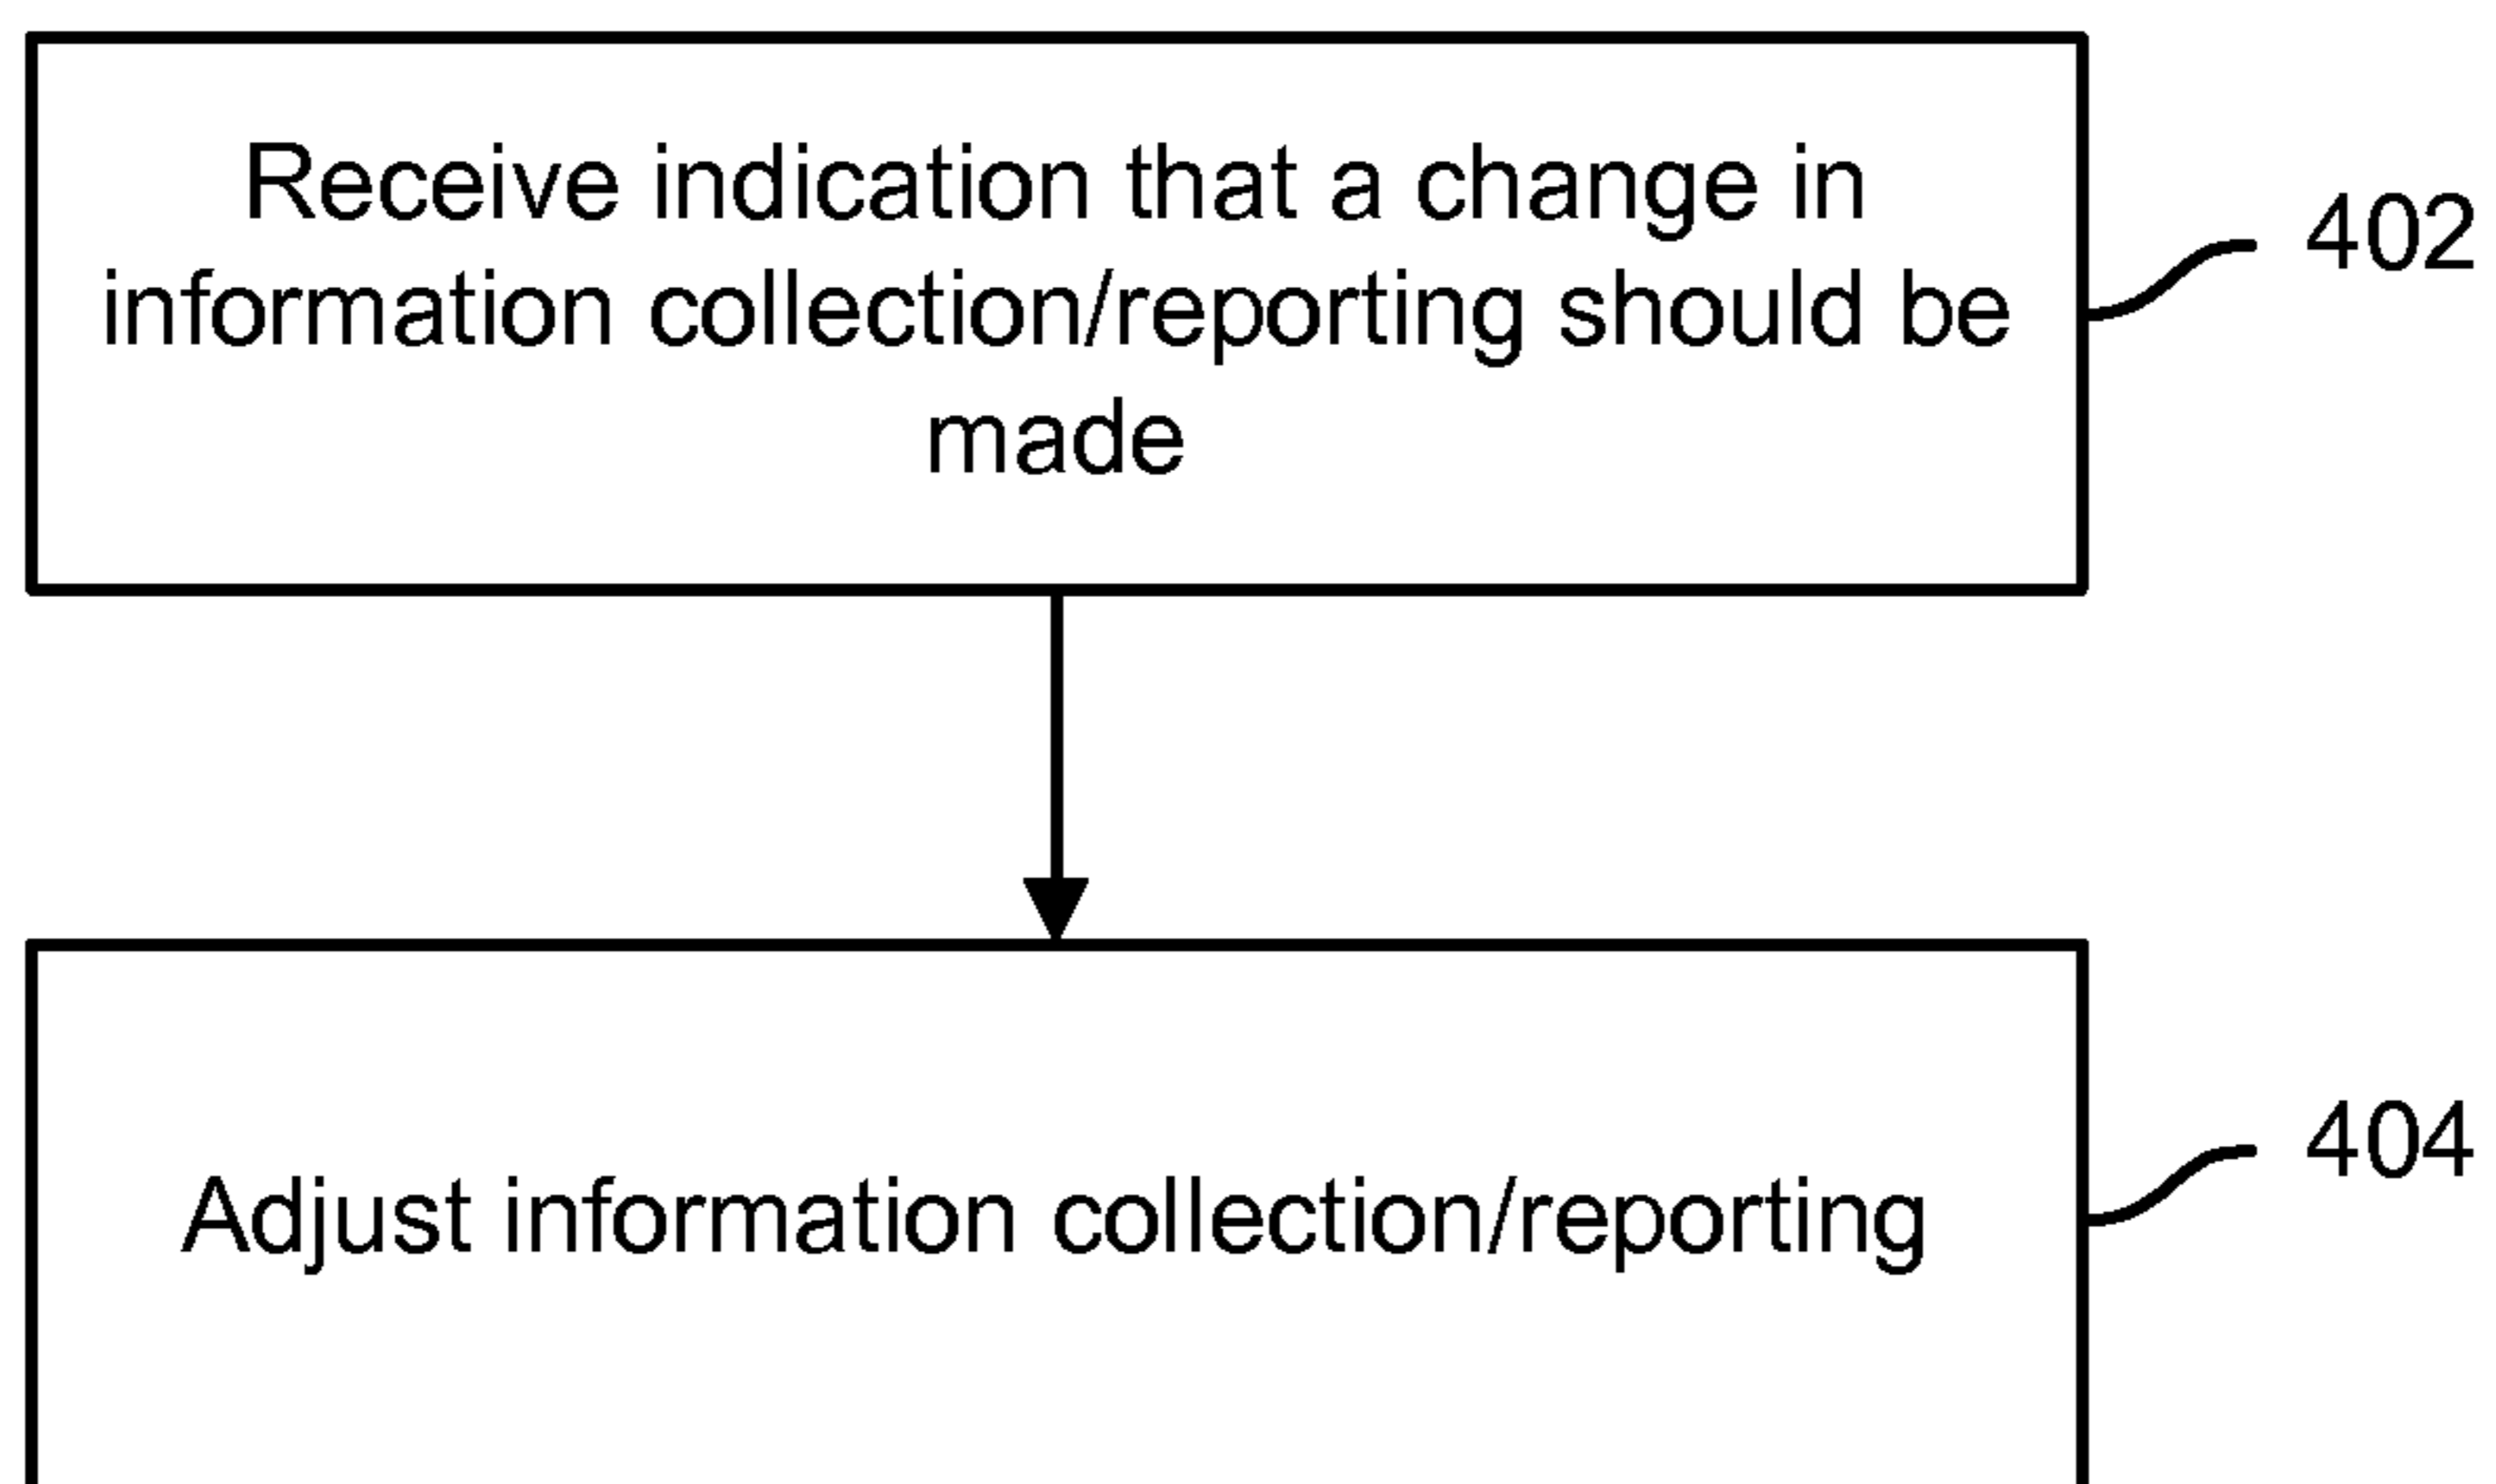 Receive indication that a change in
information collection/reporting should be
made
402
Adjust information collection/reporting
404